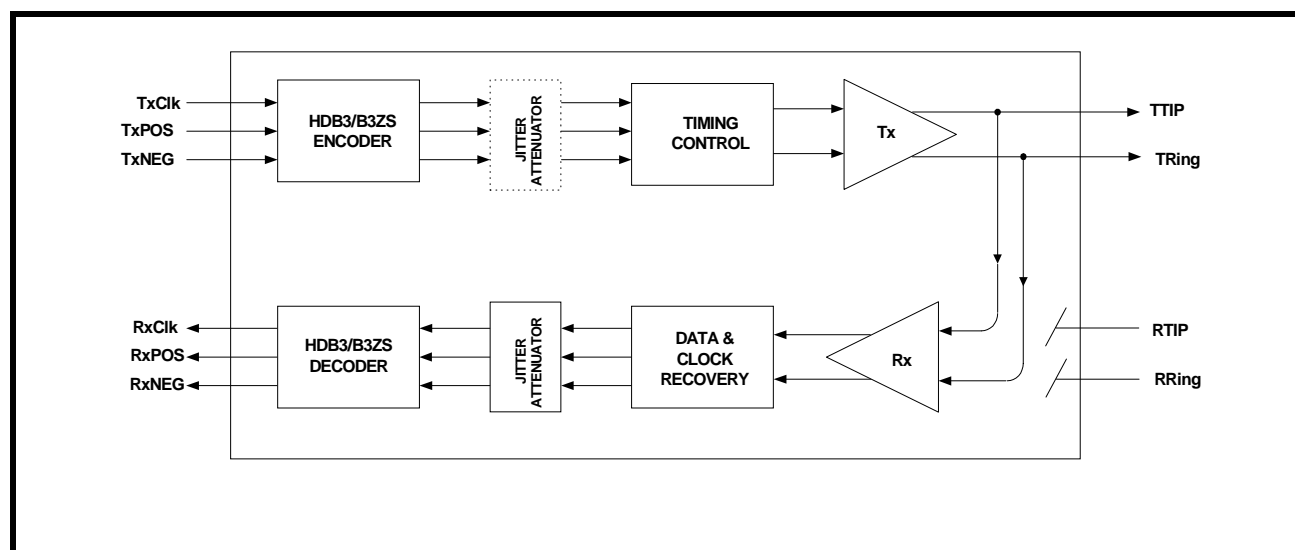 TxClk
TxPOS
TxNEG
HDB3/B3ZS
ENCODER
JITTER
ATTENUATOR
TIMING
CONTROL
Tx
TTIP
TRing
RxClk
RxPOS
RxNEG
HDB3/B3ZS
DECODER
JITTER
ATTENUATOR
DATA &
CLOCK
RECOVERY
Rx
RTIP
RRing